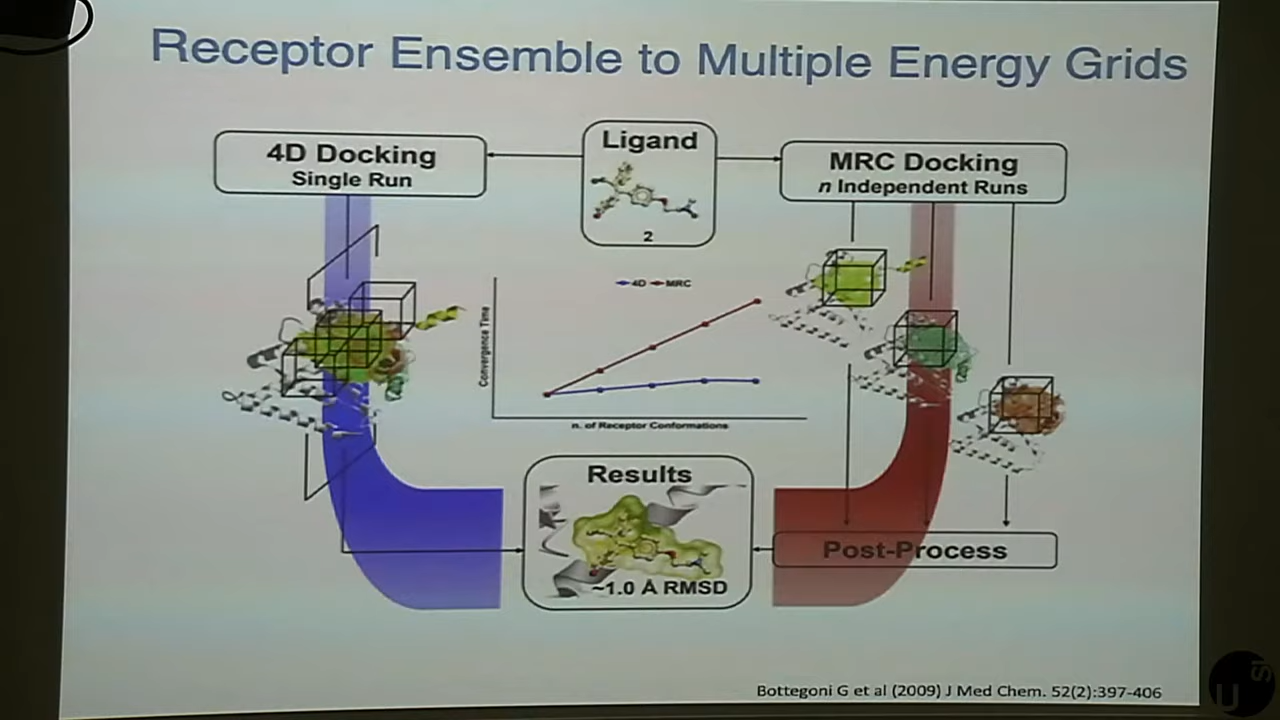 Receptor Ensemble to Multiple Energy Grids
4D Docking
Single Run
Ligand
2
MRC Docking
n Independent Runs
4D MRC
Convergence Time
n. of Receptor Conformations
Results
~1.0 Å RMSD
Post-Process
Bottegoni G et al (2009) J Med Chem. 52(2):397-406
U
SI